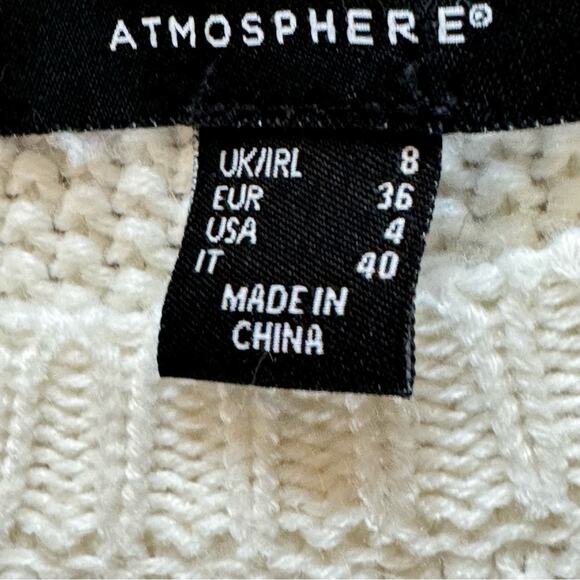 ATMOSPHERE®
UK/IRL 8
EUR 36
USA 4
IT 40
MADE IN
CHINA